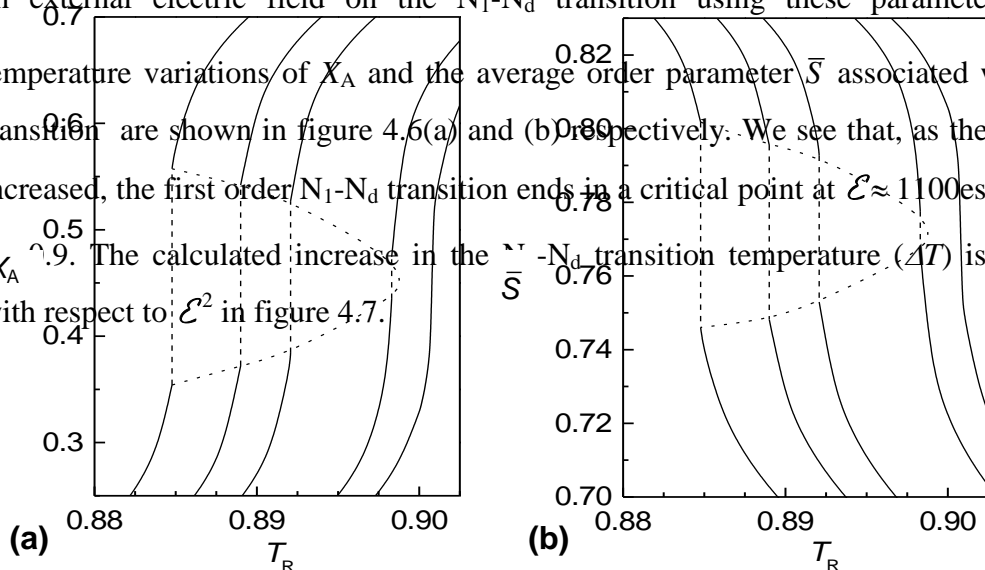 n external electric field on the N1-Nd transition using these parame
emperature variations of XA and the average order parameter S̄ associated
ransition are shown in figure 4.6(a) and (b) respectively. We see that, as the
ncreased, the first order N1-Nd transition ends in a critical point at ℰ≈ 1100es
0.9. The calculated increase in the N -Nd transition temperature (ΔT) is
ith respect to ℰ2 in figure 4.7.
0.7
0.6
0.5
0.4
0.3
XA
0.88
0.89
0.90
(a)
TR
0.82
0.80
0.78
0.76
0.74
0.72
0.70
S̄
0.88
0.89
0.90
(b)
TR